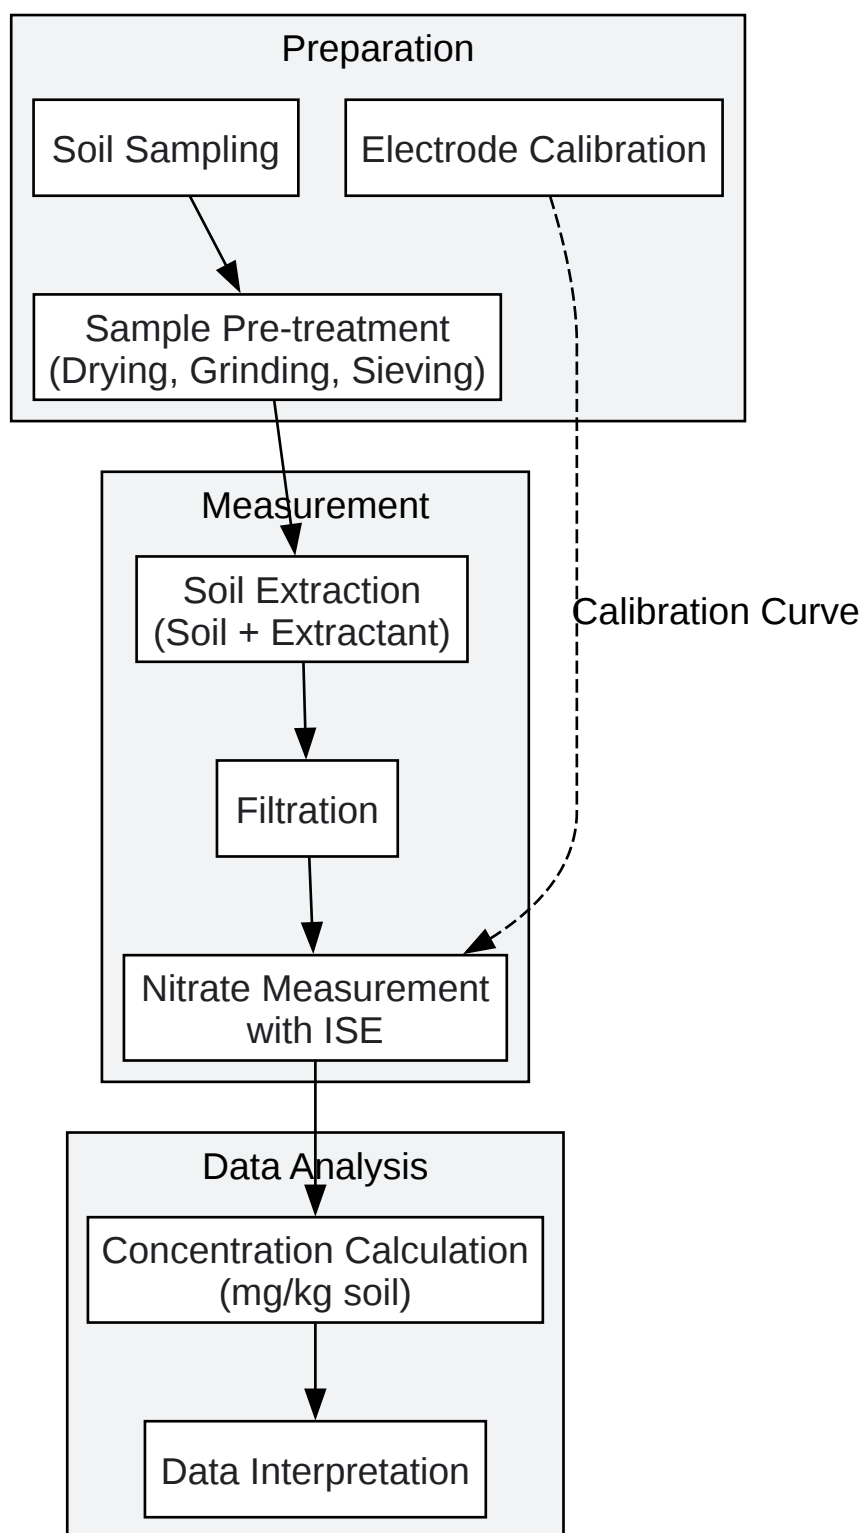 Preparation
Soil Sampling
Electrode Calibration
Sample Pre-treatment
(Drying, Grinding, Sieving)
Measurement
Soil Extraction
(Soil + Extractant)
Calibration Curve
Filtration
Nitrate Measurement
with ISE
Data Analysis
Concentration Calculation
(mg/kg soil)
Data Interpretation